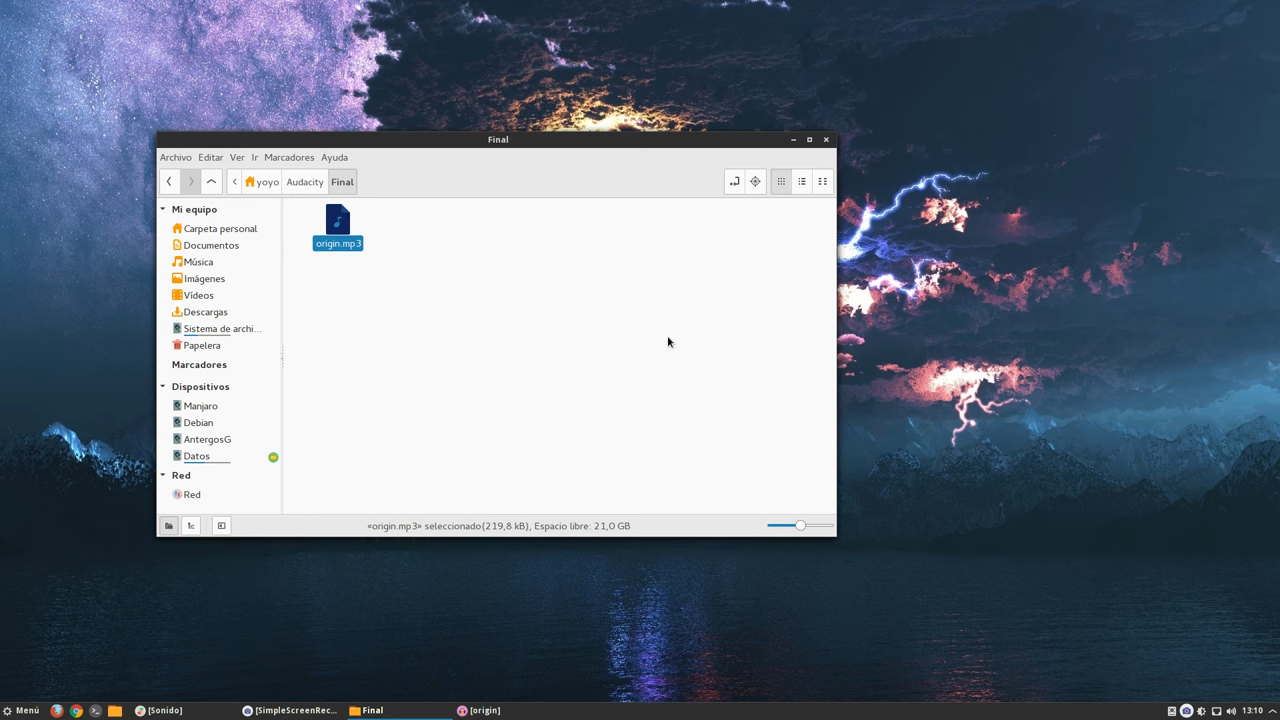 Final
Archivo Editar Ver Ir Marcadores Ayuda
yoyo Audacity Final
Mi equipo
Carpeta personal
Documentos
Música
Imágenes
Vídeos
Descargas
Sistema de archi...
Papelera
Marcadores
Dispositivos
Manjaro
Debian
AntergosG
Datos
Red
Red
origin.mp3
«origin.mp3» seleccionado(219,8 kB), Espacio libre: 21,0 GB
Menú [Sonido] [SimpleScreenRec... Final [origin] 13:10